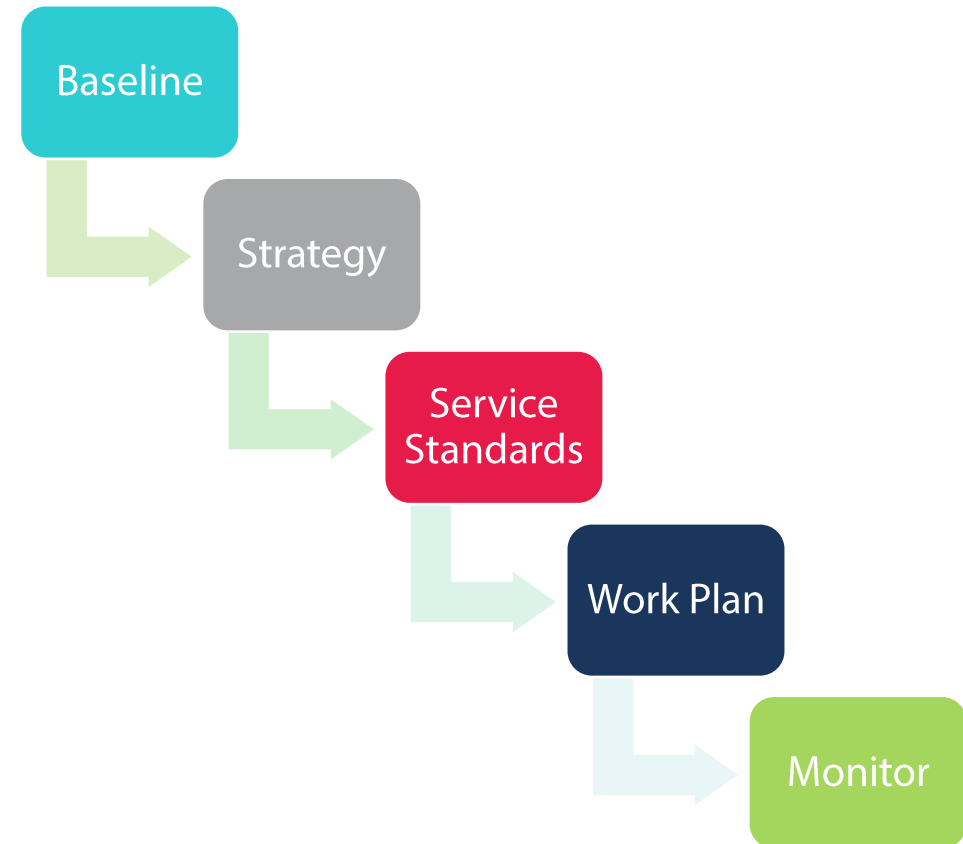 Baseline
Strategy
Service
Standards
Work Plan
Monitor